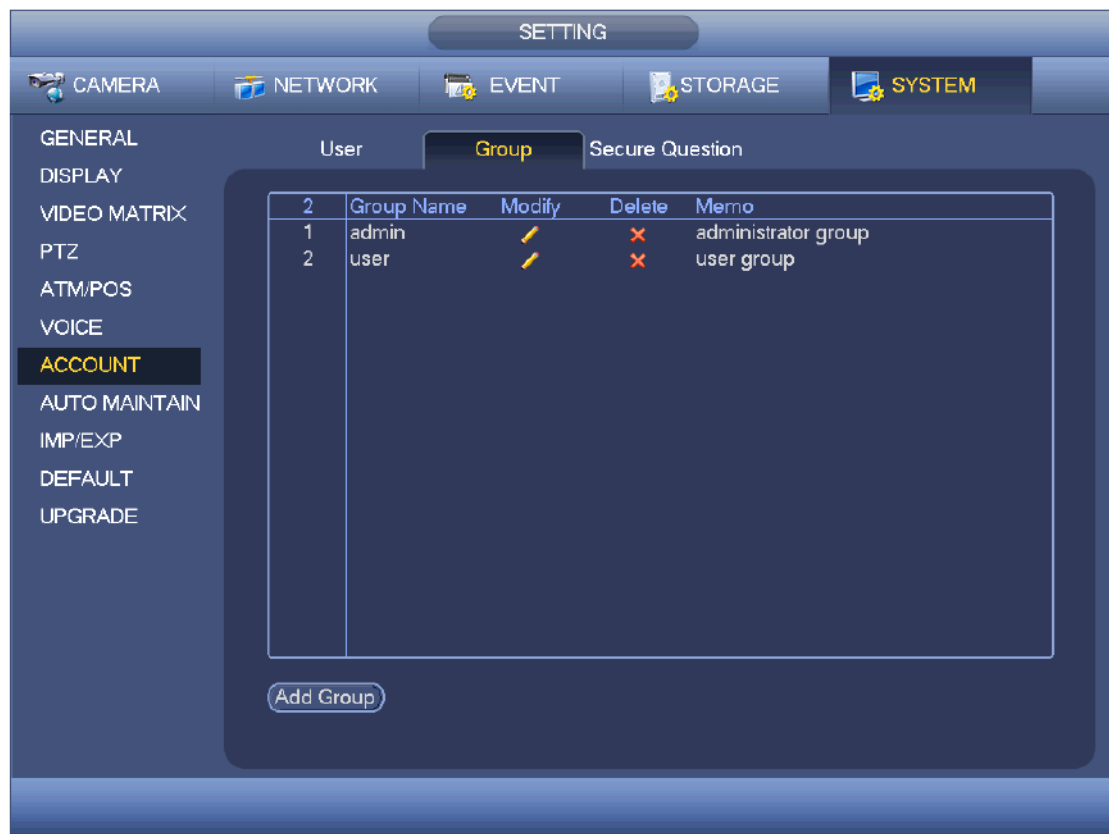 SETTING
CAMERA NETWORK EVENT STORAGE SYSTEM
GENERAL
DISPLAY
VIDEO MATRIX
PTZ
ATM/POS
VOICE
ACCOUNT
AUTO MAINTAIN
IMP/EXP
DEFAULT
UPGRADE
User Group Secure Question
2 Group Name Modify Delete Memo
1 admin administrator group
2 user user group
Add Group